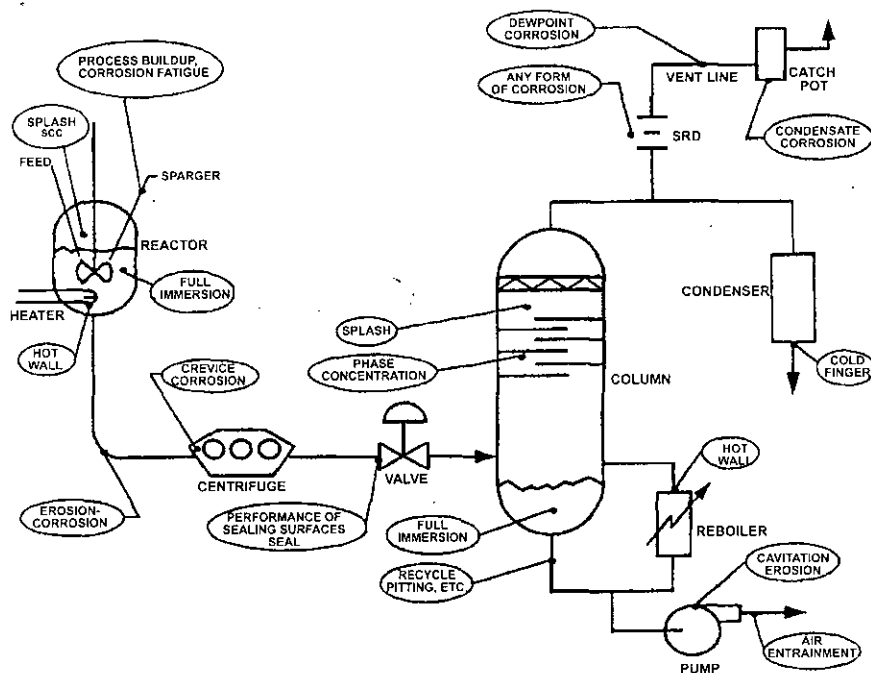 PROCESS BUILDUP,
CORROSION FATIGUE
SPLASH
SCC
FEED
SPARGER
REACTOR
FULL
IMMERSION
HEATER
HOT
WALL
CREVICE
CORROSION
CENTRIFUGE
EROSION-
CORROSION
VALVE
PERFORMANCE OF
SEALING SURFACES
SEAL
DEWPOINT
CORROSION
ANY FORM
OF CORROSION
VENT LINE
CATCH
POT
CONDENSATE
CORROSION
SRD
SPLASH
PHASE
CONCENTRATION
COLUMN
CONDENSER
COLD
FINGER
HOT
WALL
FULL
IMMERSION
REBOILER
RECYCLE
PITTING, ETC
CAVITATION
EROSION
AIR
ENTRAINMENT
PUMP